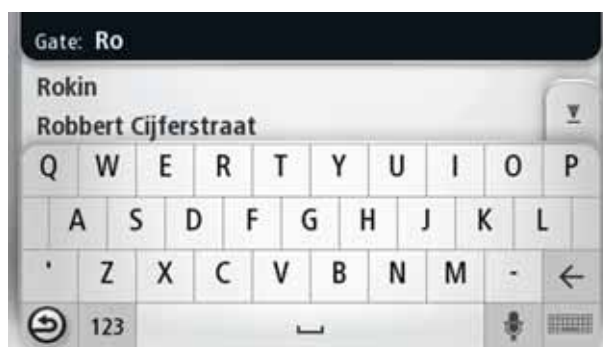 Gate: Ro
Rokin
Robbert Cijferstraat
Q W E R T Y U I O P
A S D F G H J K L
' Z X C V B N M -
123